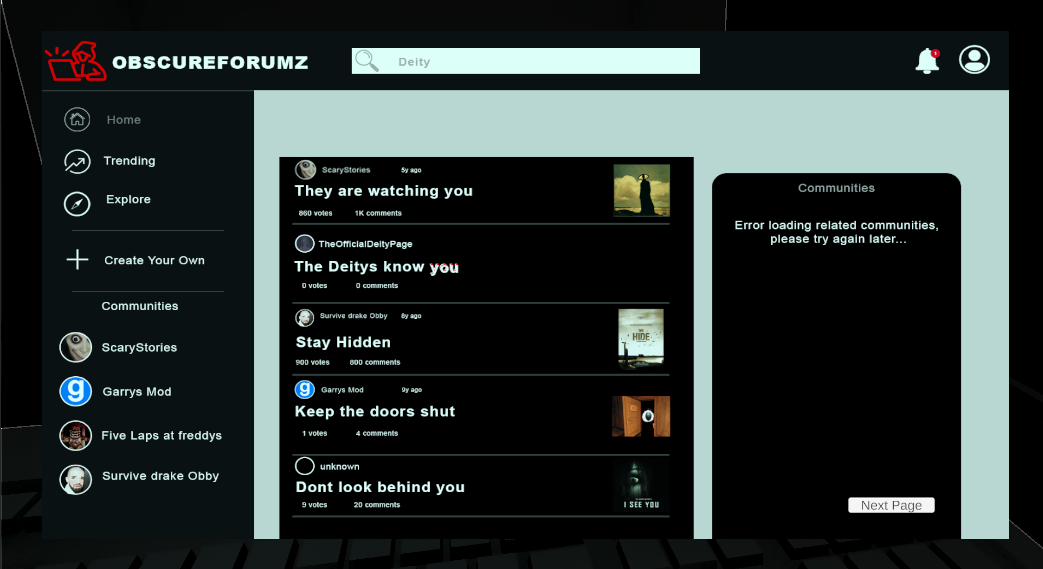 OBSCUREFORUMZ
Deity
1
Home
Trending
Explore
Create Your Own
Communities
ScaryStories
Garrys Mod
Five Laps at freddys
Survive drake Obby
ScaryStories 5y ago
They are watching you
860 votes 1K comments
TheOfficialDeityPage
The Deitys know you
0 votes 0 comments
Survive drake Obby 8y ago
Stay Hidden
900 votes 800 comments
HIDE
g Garrys Mod 9y ago
Keep the doors shut
1 votes 4 comments
unknown
Dont look behind you
9 votes 20 comments
I SEE YOU
Communities
Error loading related communities,
please try again later...
Next Page